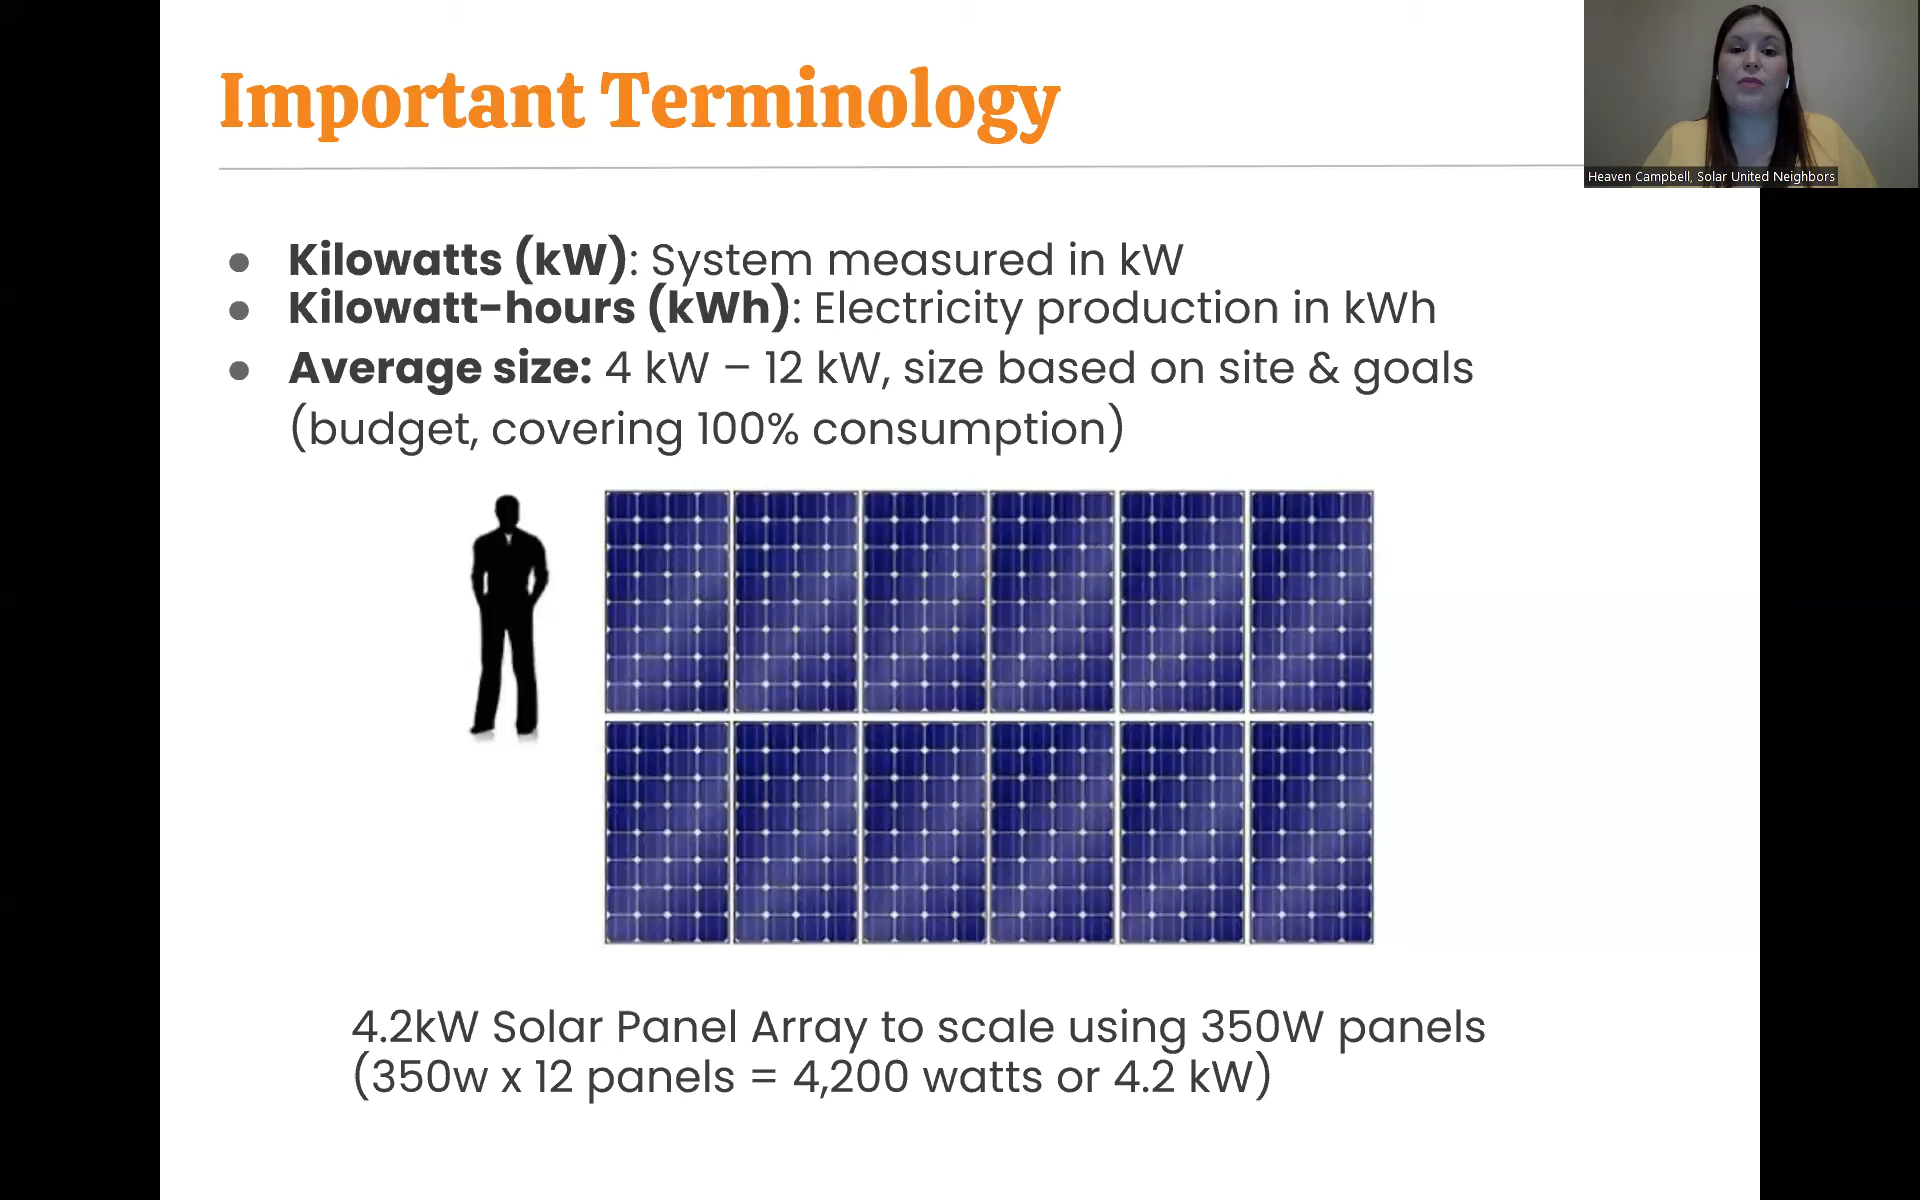 Important Terminology
Heaven Campbell, Solar United Neighbors
● Kilowatts (kW): System measured in kW
● Kilowatt-hours (kWh): Electricity production in kWh
● Average size: 4 kW – 12 kW, size based on site & goals
(budget, covering 100% consumption)
4.2kW Solar Panel Array to scale using 350W panels
(350w x 12 panels = 4,200 watts or 4.2 kW)